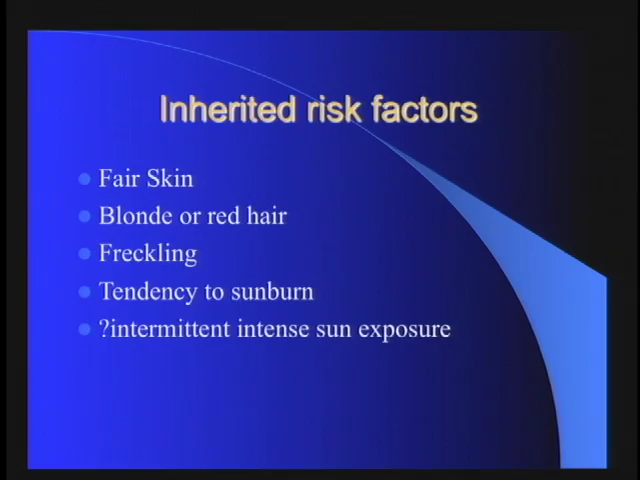 Inherited risk factors
Fair Skin
Blonde or red hair
Freckling
Tendency to sunburn
?intermittent intense sun exposure